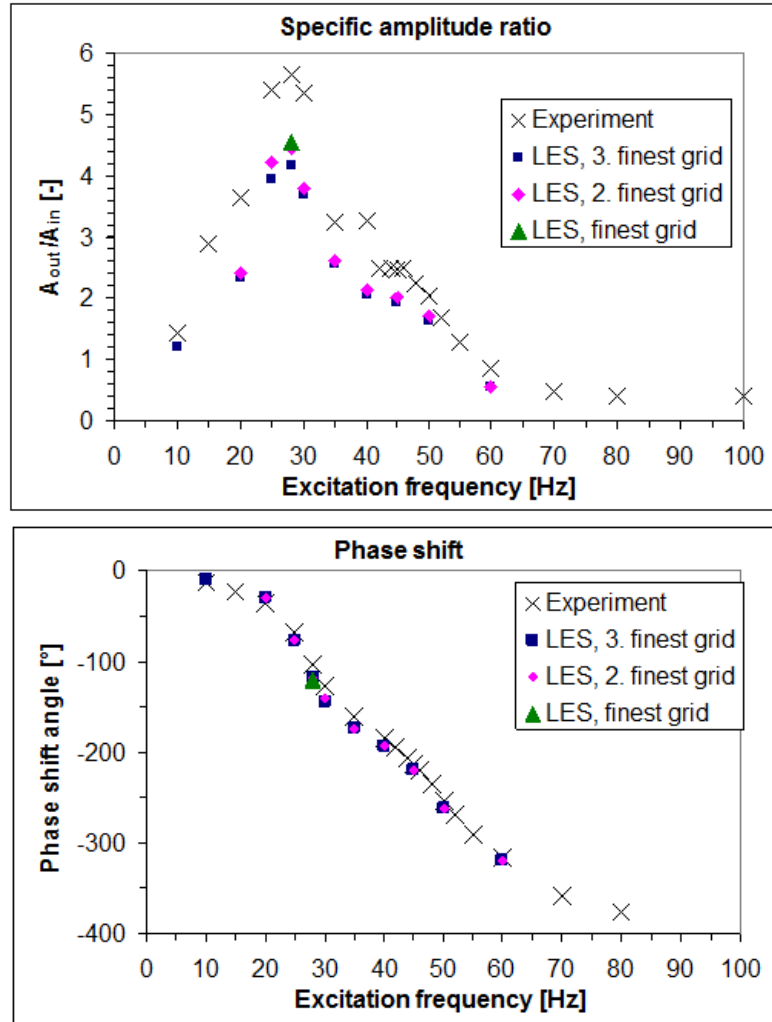 Specific amplitude ratio
6
5
4
3
2
1
0
A out /A in [-]
Experiment
LES, 3. finest grid
LES, 2. finest grid
LES, finest grid
0 10 20 30 40 50 60 70 80 90 100
Excitation frequency [Hz]
Phase shift
0
-100
-200
-300
-400
Phase shift angle [°]
Experiment
LES, 3. finest grid
LES, 2. finest grid
LES, finest grid
0 10 20 30 40 50 60 70 80 90 100
Excitation frequency [Hz]